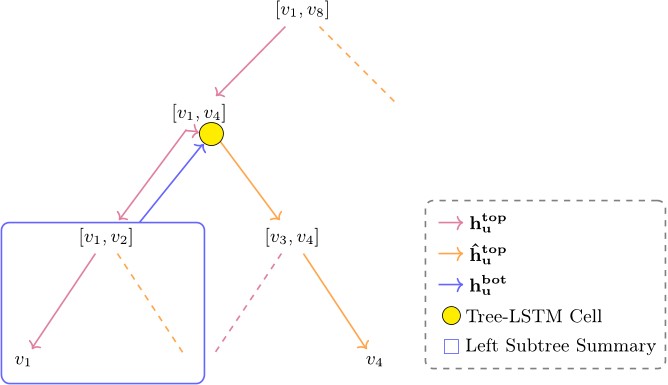 [v₁, v₈]
[v₁, v₄]
[v₁, v₂]
[v₃, v₄]
v₁
v₄
hᵤᵗᵒᵖ
ĥᵤᵗᵒᵖ
hᵤᵇᵒᵗ
Tree-LSTM Cell
Left Subtree Summary